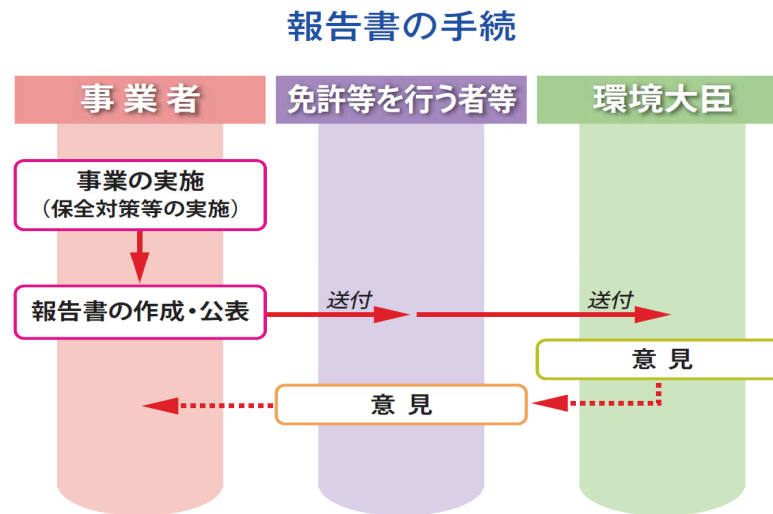 報告書の手続
事業者
免許等を行う者等
環境大臣
事業の実施
（保全対策等の実施）
報告書の作成・公表
送付
送付
意見
意見